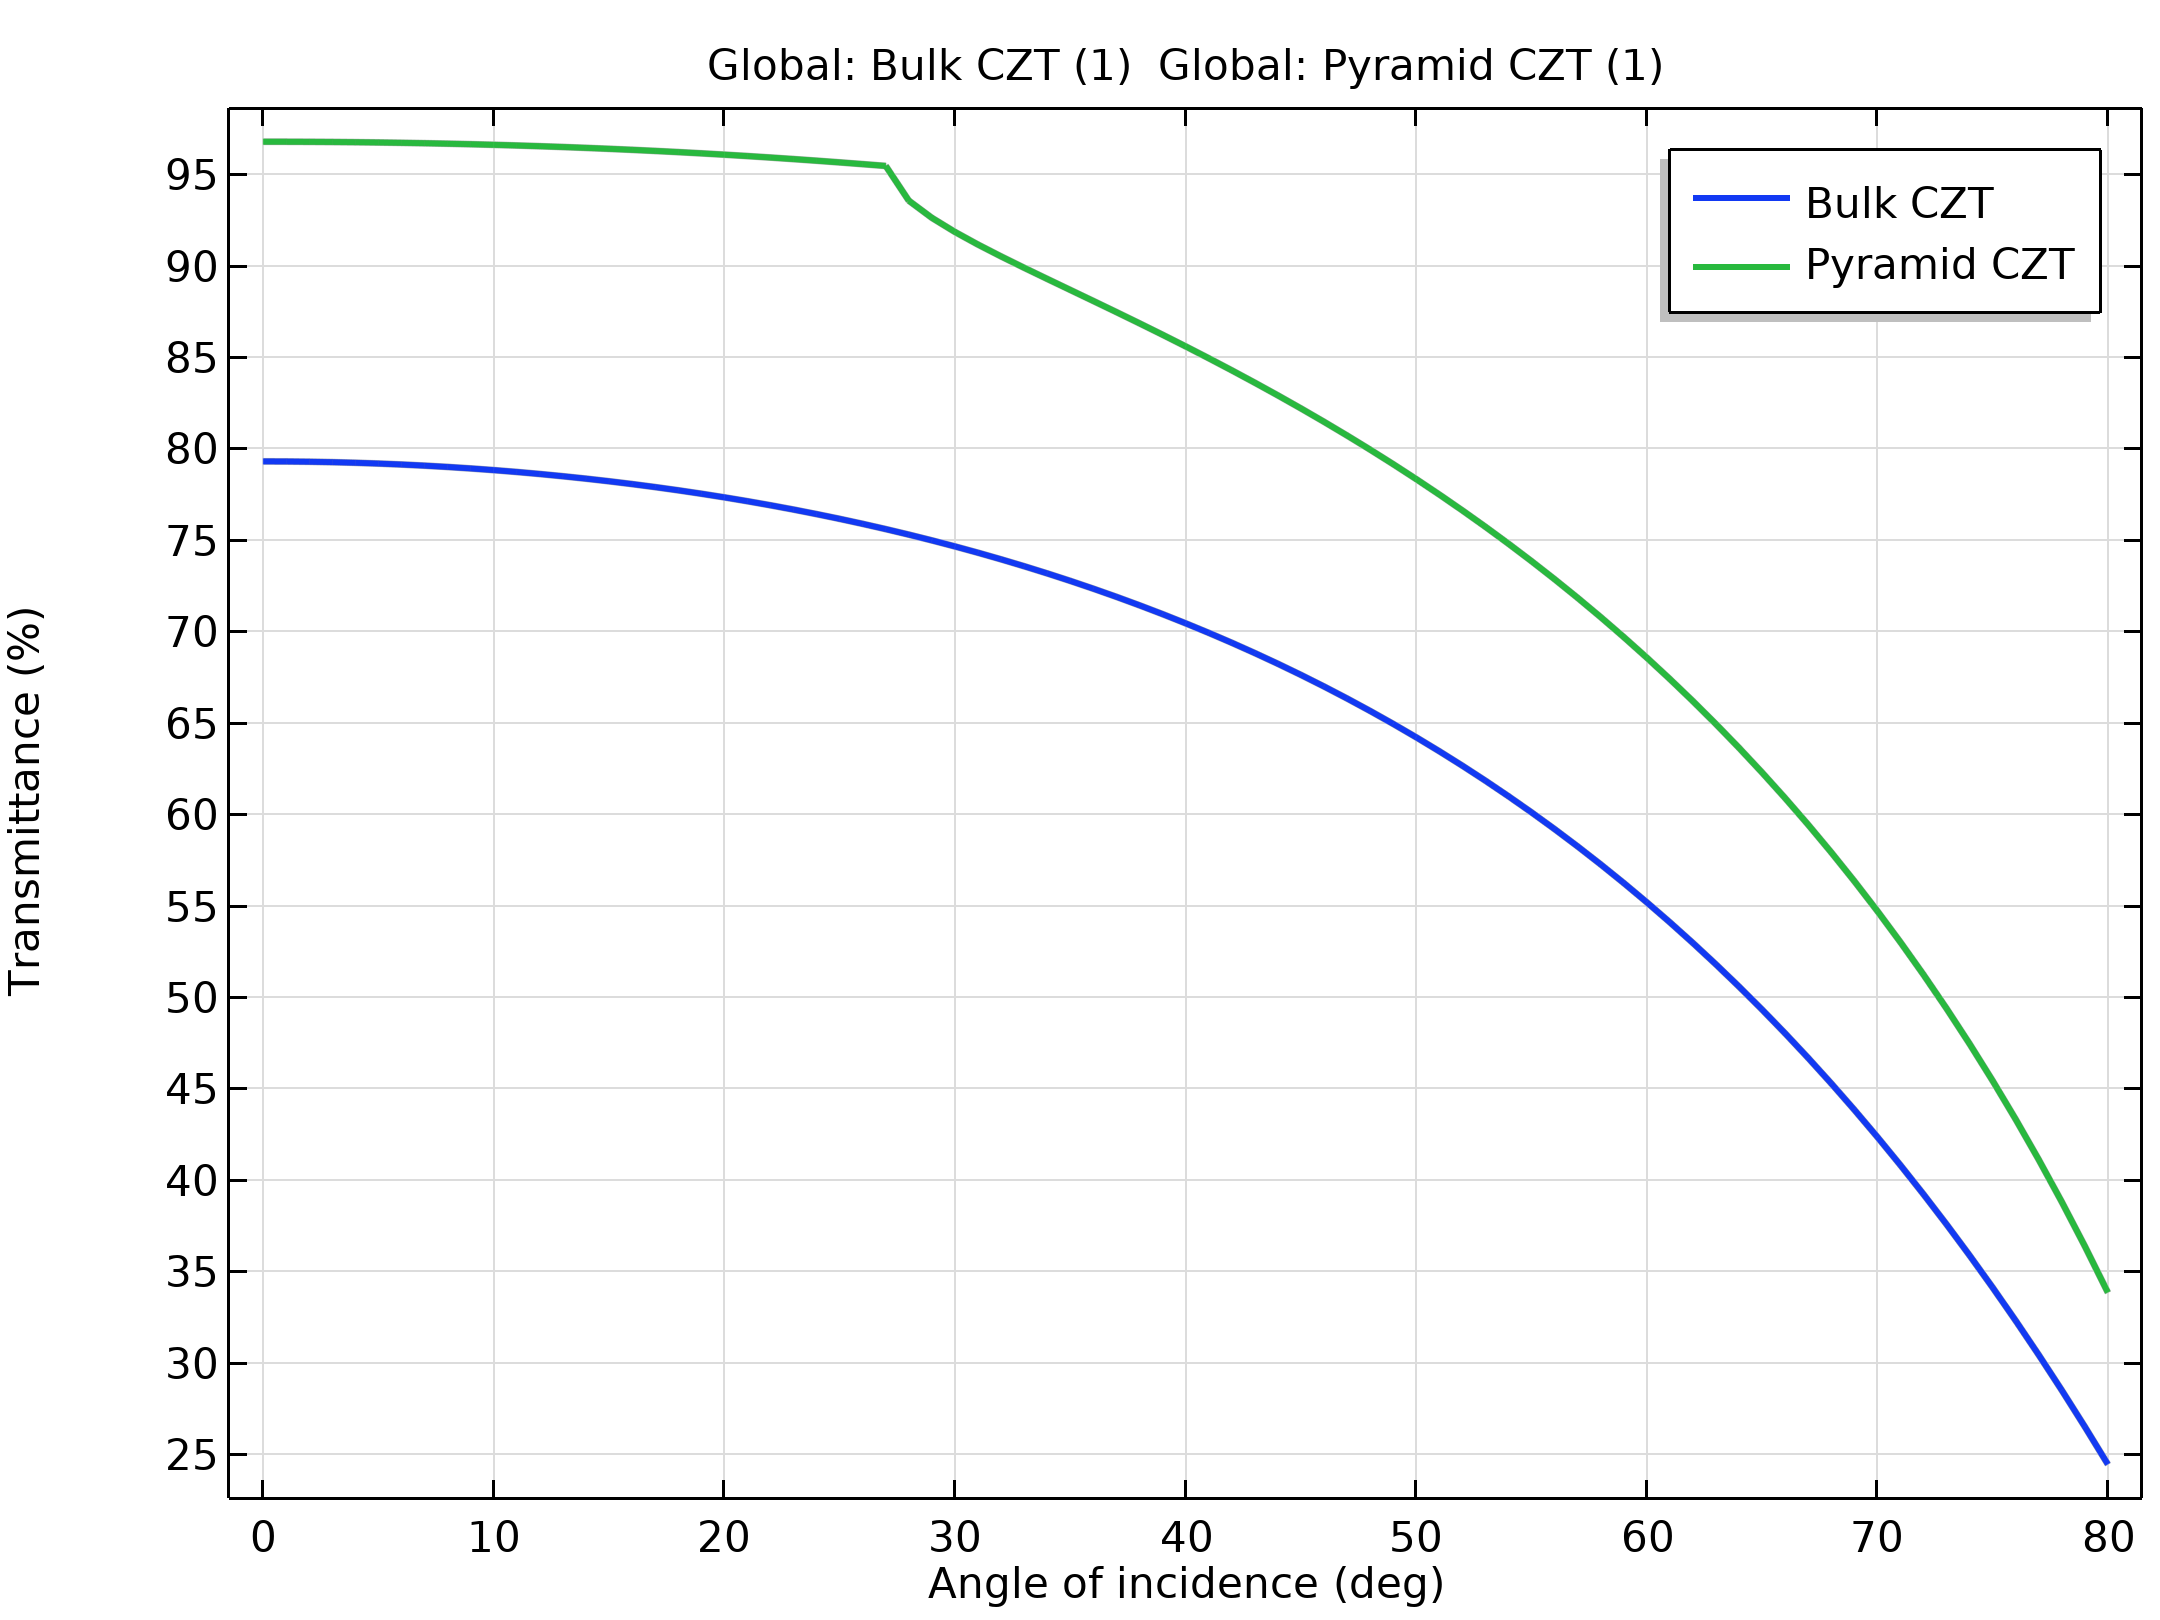 Global: Bulk CZT (1)  Global: Pyramid CZT (1)
Bulk CZT
Pyramid CZT
Transmittance (%)
95
90
85
80
75
70
65
60
55
50
45
40
35
30
25
0 10 20 30 40 50 60 70 80
Angle of incidence (deg)